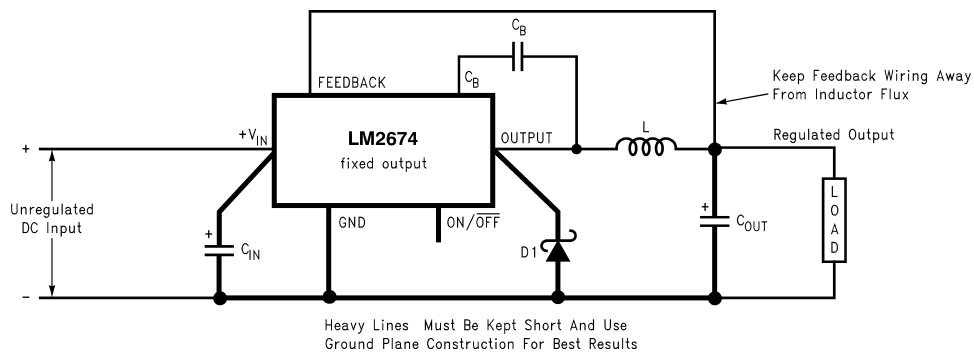 C_B
FEEDBACK
C_B
Keep Feedback Wiring Away
From Inductor Flux
+V_IN
LM2674
fixed output
OUTPUT
L
Regulated Output
+
Unregulated
DC Input
−
+
C_IN
GND
ON/O̅F̅F̅
D1
+
C_OUT
LOAD
Heavy Lines Must Be Kept Short And Use
Ground Plane Construction For Best Results